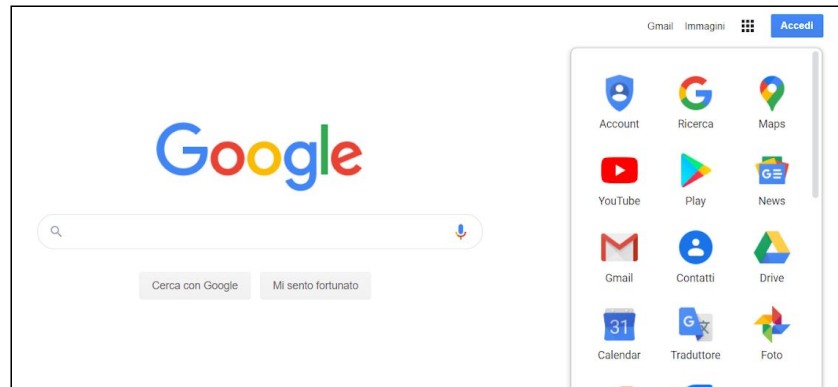 Gmail Immagini Accedi
Google
Cerca con Google Mi sento fortunato
Account Ricerca Maps
G
YouTube Play News
Gmail Contatti Drive
31 G 文
Calendar Traduttore Foto